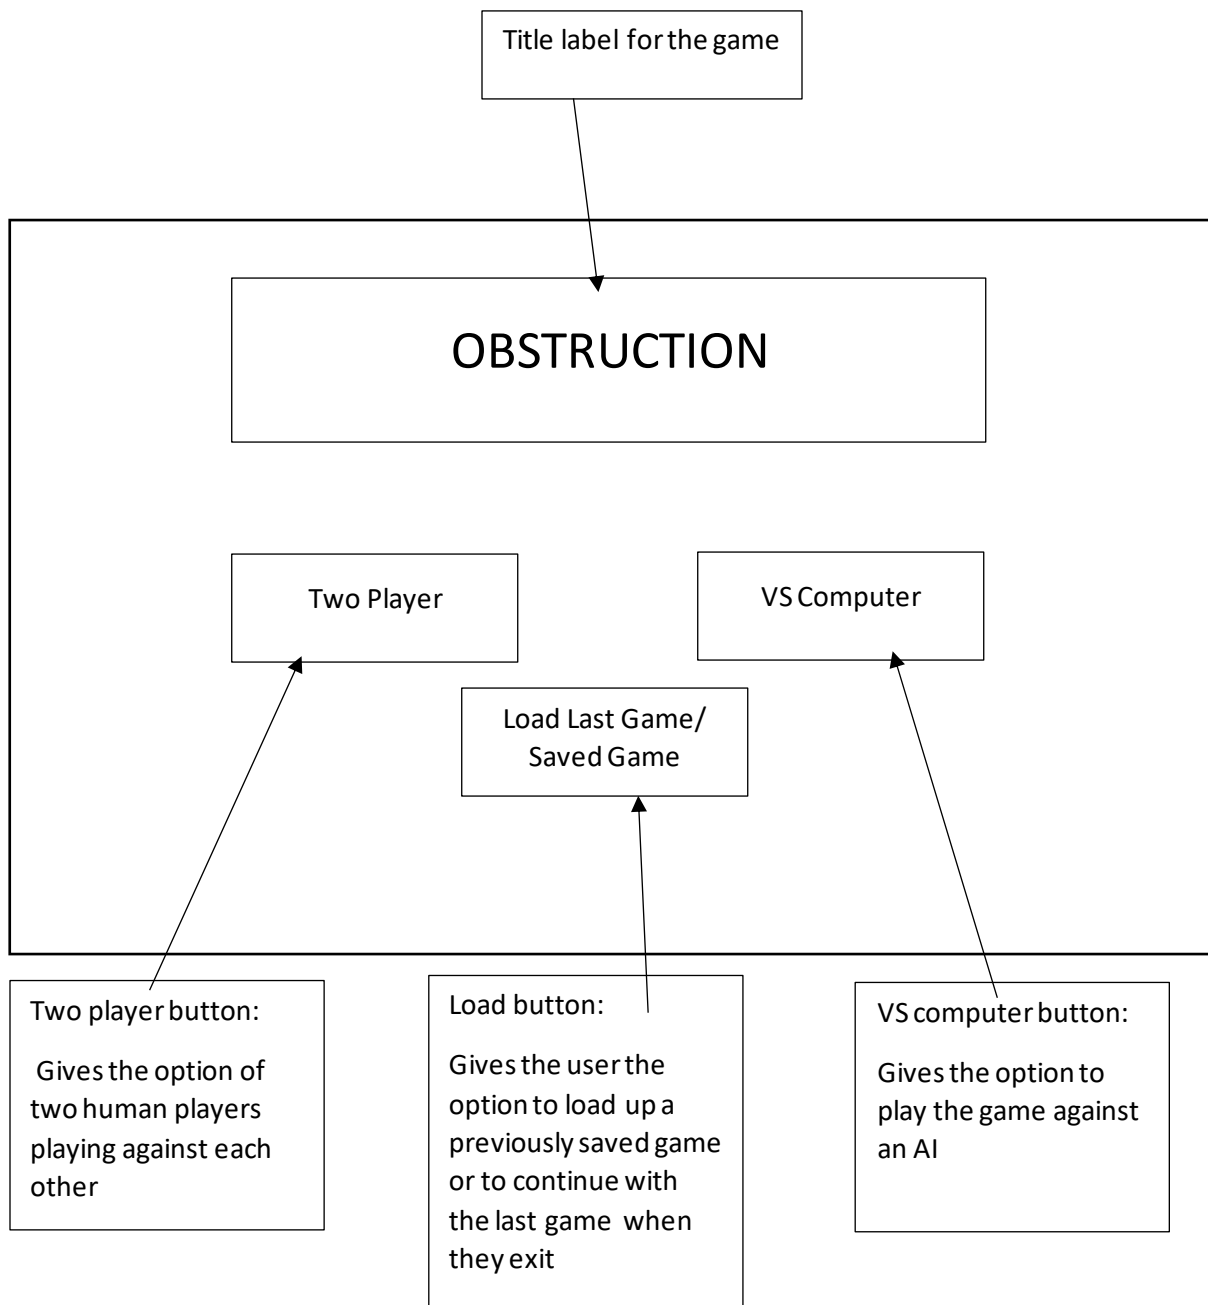 Title label for the game
OBSTRUCTION
Two Player
VS Computer
Load Last Game/
Saved Game
Two player button:
Gives the option of
two human players
playing against each
other
Load button:
Gives the user the
option to load up a
previously saved game
or to continue with
the last game when
they exit
VS computer button:
Gives the option to
play the game against
an AI